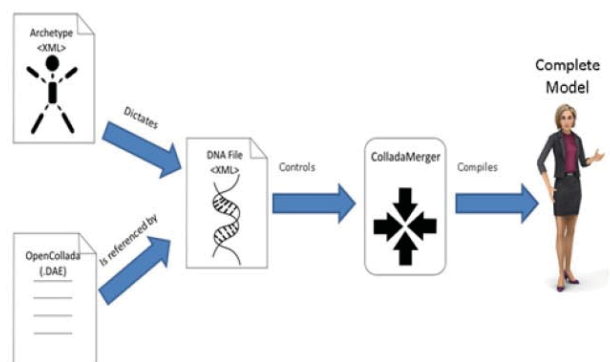 Archetype
<XML>
Dictates
OpenCollada
(.DAE)
Is referenced by
DNA File
<XML>
Controls
ColladaMerger
Compiles
Complete
Model